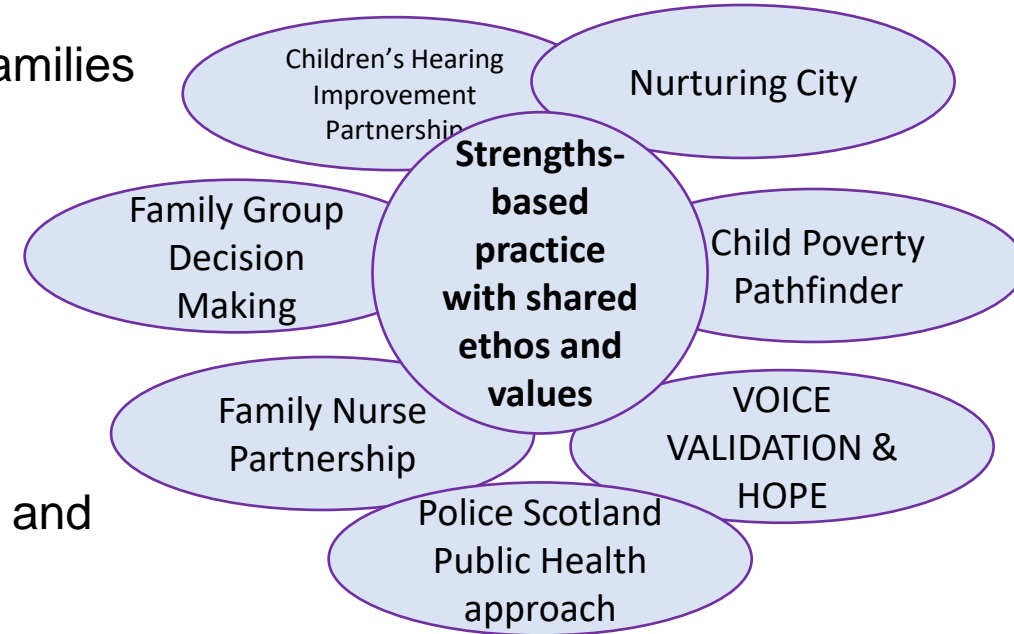 amilies
Children’s Hearing
Improvement
Partnership
Nurturing City
Strengths-
based
practice
with shared
ethos and
values
Family Group
Decision
Making
Child Poverty
Pathfinder
Family Nurse
Partnership
VOICE
VALIDATION &
HOPE
and
Police Scotland
Public Health
approach